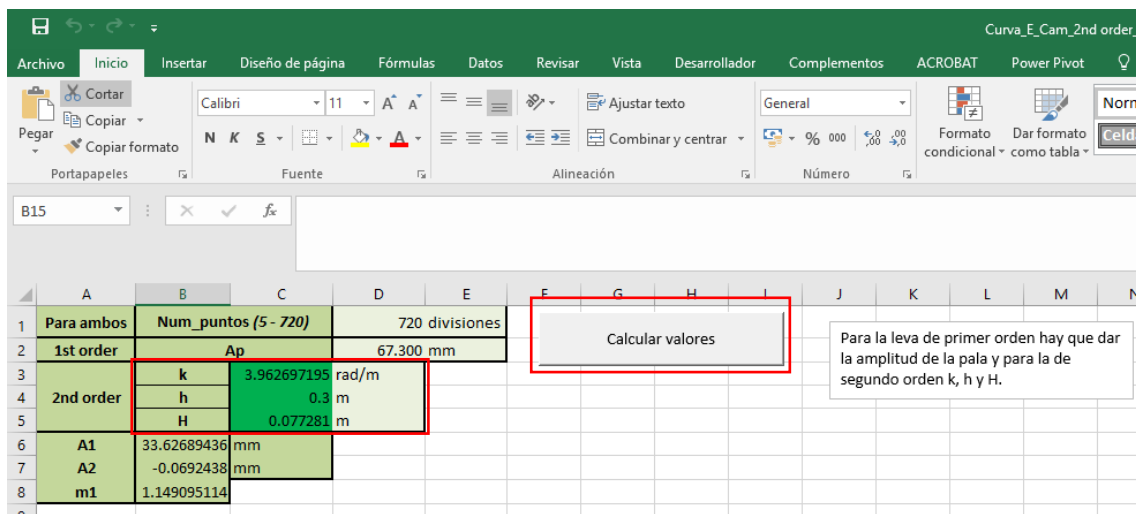 Curva_E_Cam_2nd order_
Archivo Inicio Insertar Diseño de página Fórmulas Datos Revisar Vista Desarrollador Complementos ACROBAT Power Pivot
Cortar
Copiar
Copiar formato
Pegar
Portapapeles
Calibri 11 A A
N K S A
Fuente
Ajustar texto
Combinar y centrar
Alineación
General
% 000
Número
Formato condicional
Dar formato como tabla
Norm
Celda
B15 fx
A B C D E F G H I J K L M N
1 Para ambos Num_puntos (5 - 720) 720 divisiones
2 1st order Ap 67.300 mm
3 k 3.962697195 rad/m
4 2nd order h 0.3 m
5 H 0.077281 m
6 A1 33.62689436 mm
7 A2 -0.0692438 mm
8 m1 1.149095114
Calcular valores
Para la leva de primer orden hay que dar
la amplitud de la pala y para la de
segundo orden k, h y H.